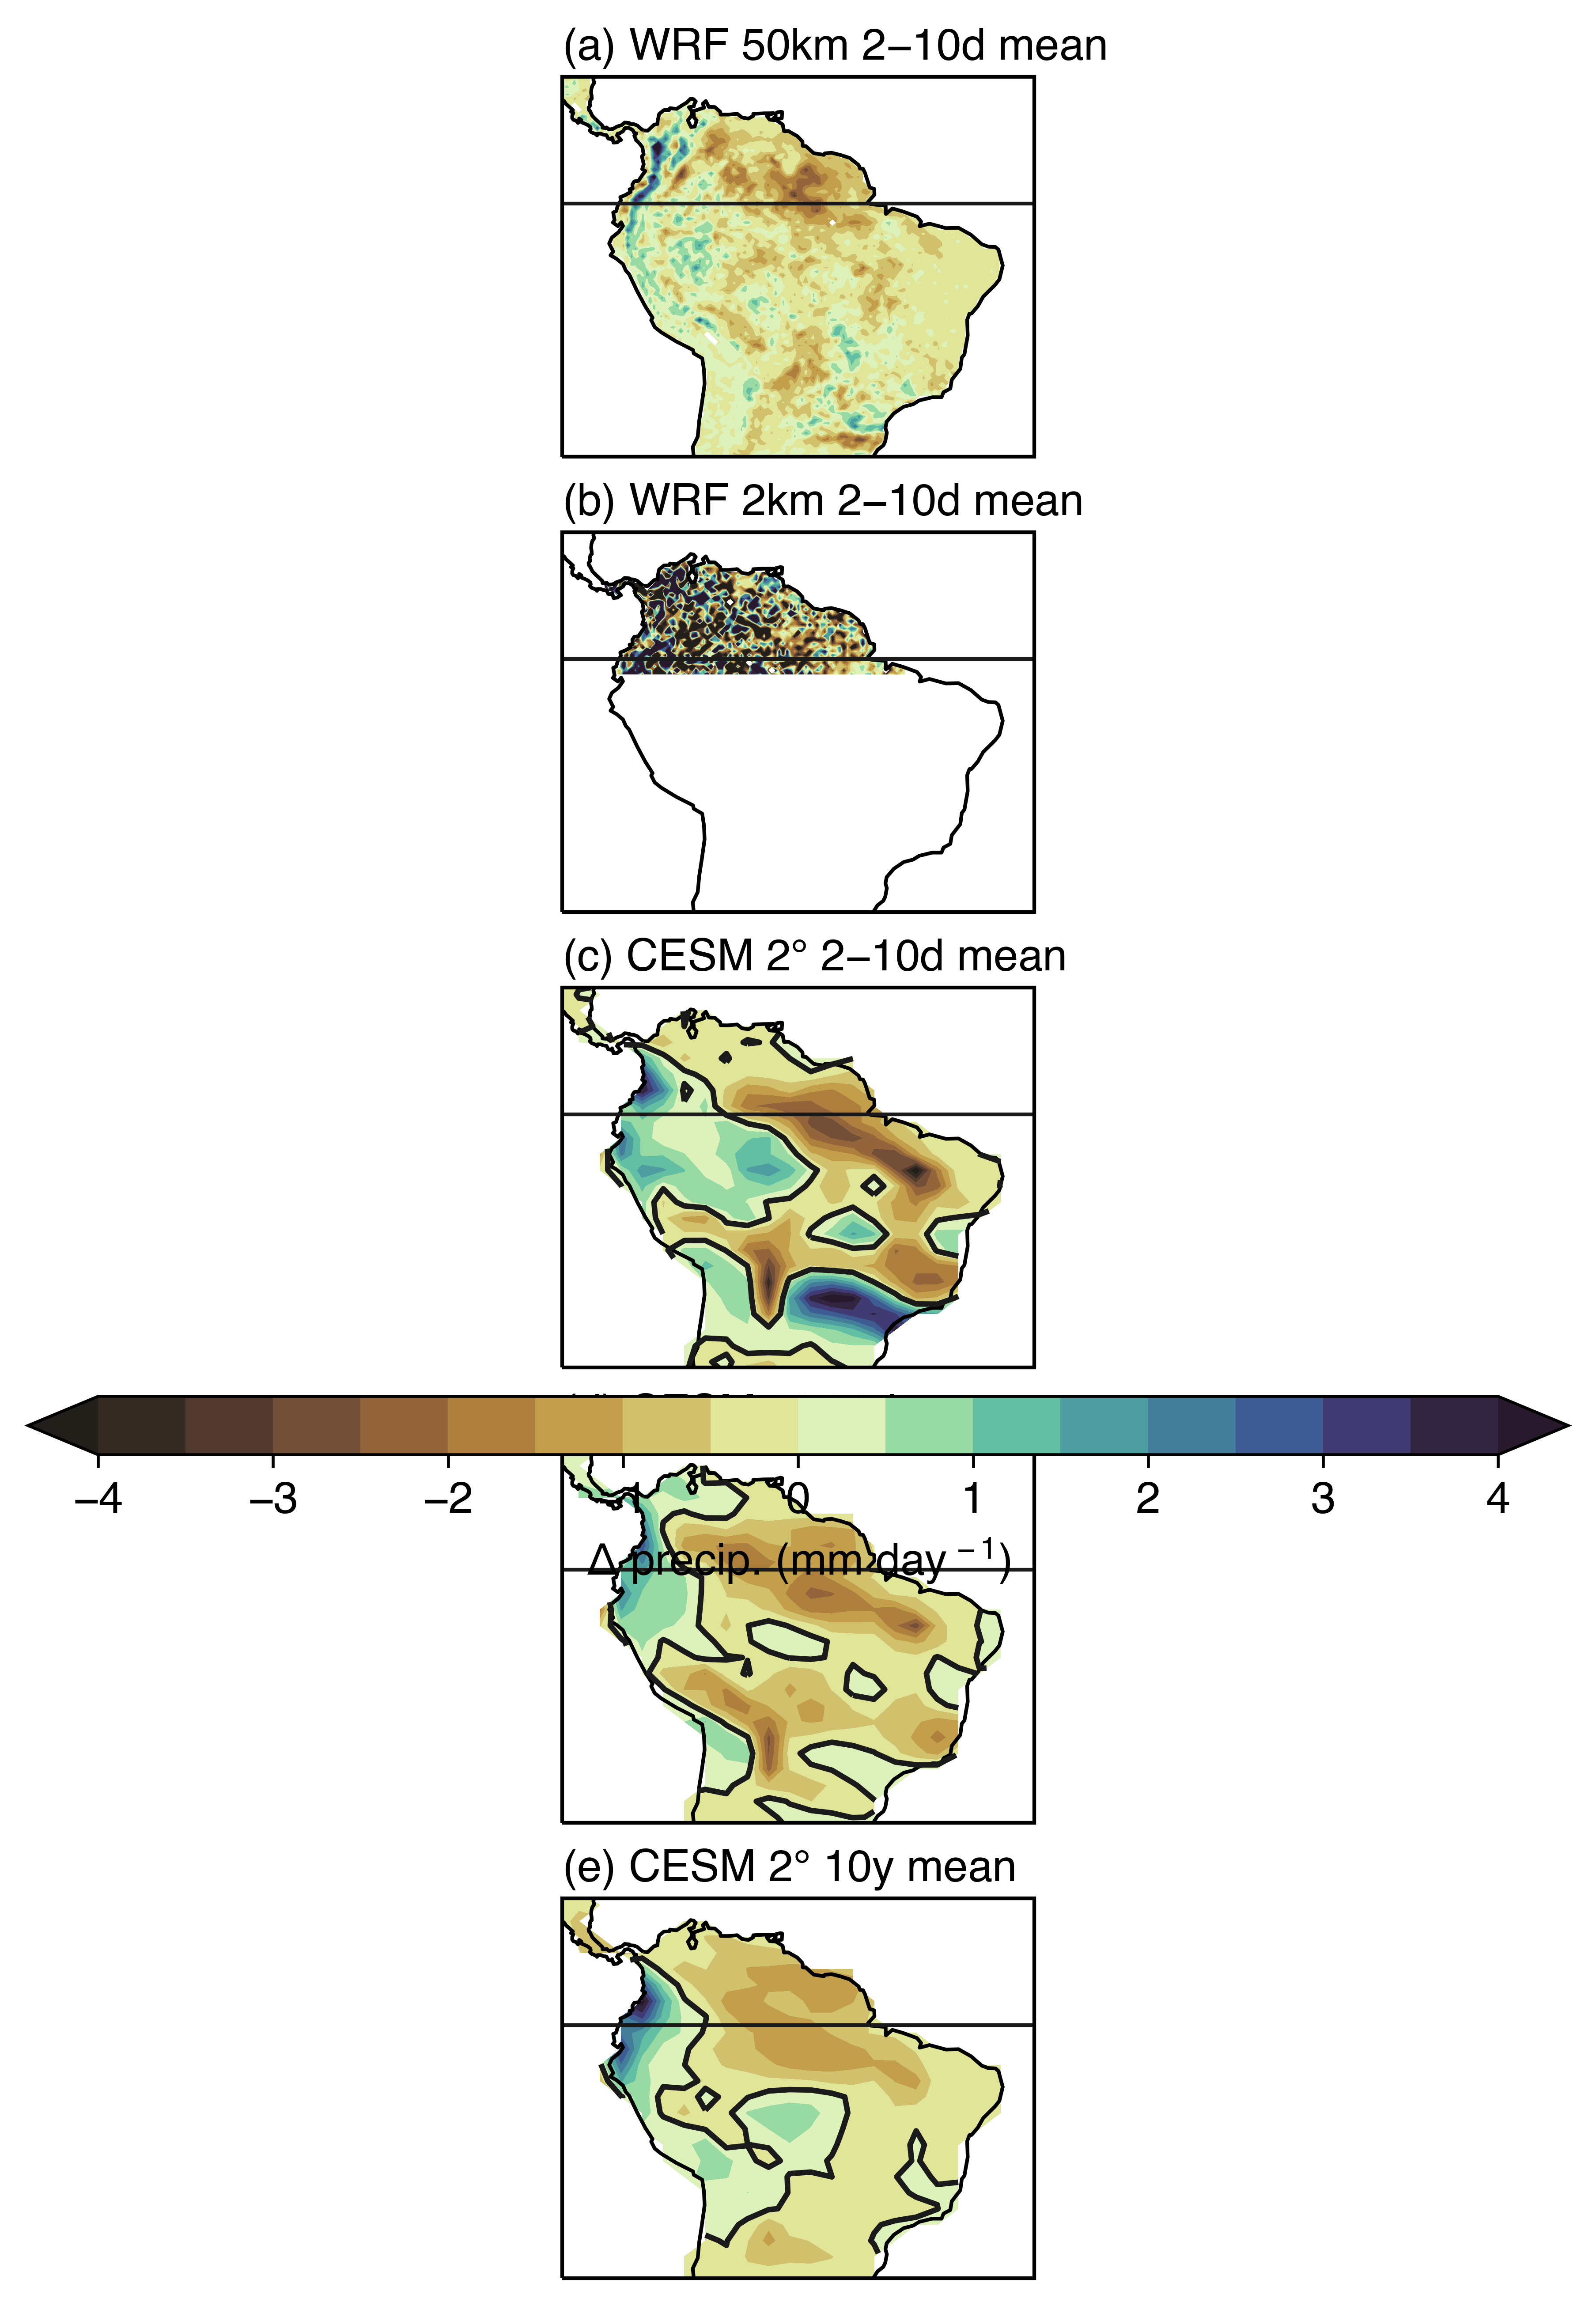 (a) WRF 50km 2−10d mean
(b) WRF 2km 2−10d mean
(c) CESM 2° 2−10d mean
−4 −3 −2 −1 0 1 2 3 4
Δ precip. (mm day −1)
(e) CESM 2° 10y mean